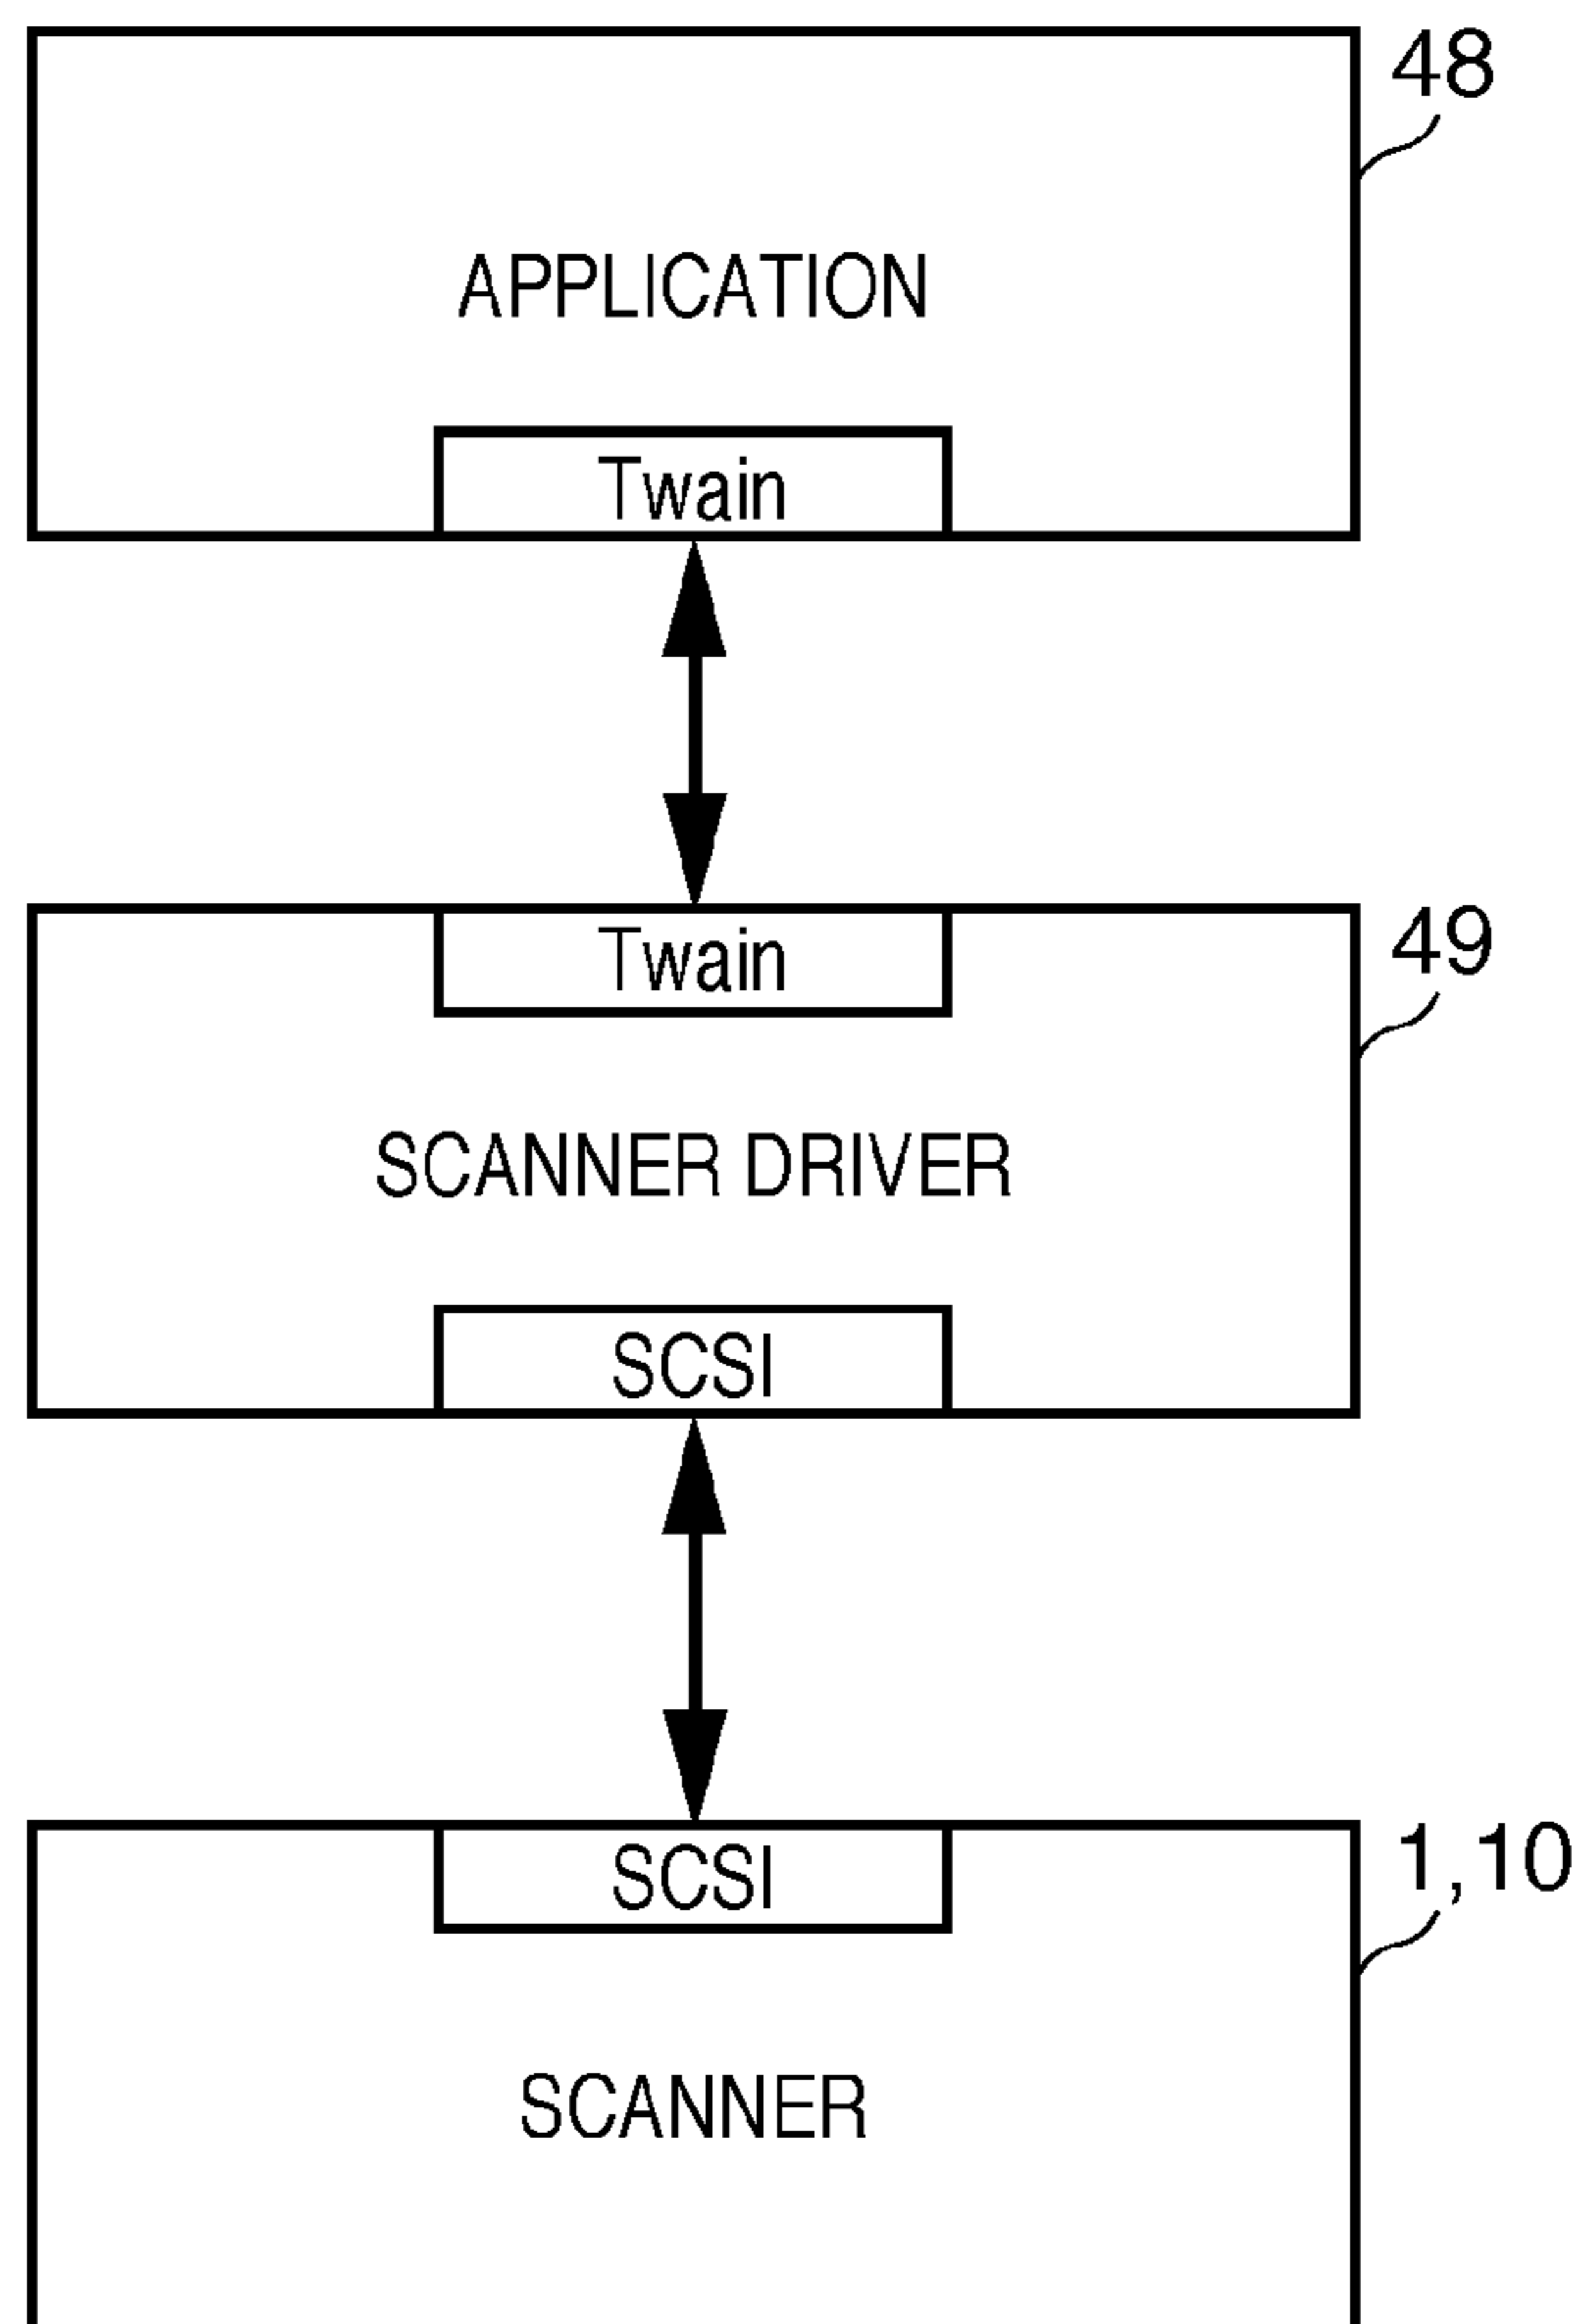 48
APPLICATION
Twain
Twain
49
SCANNER DRIVER
SCSI
SCSI
1,10
SCANNER